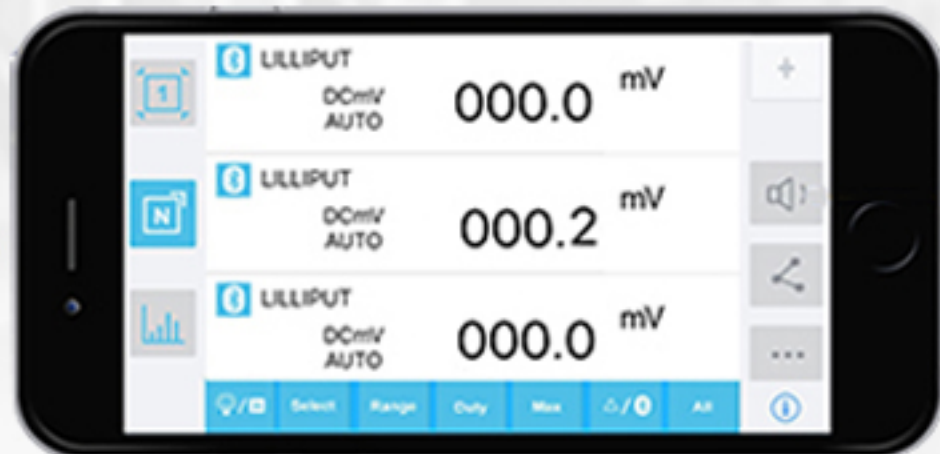 1
LILLIPUT
DCmV
AUTO
000.0 mV
N
LILLIPUT
DCmV
AUTO
000.2 mV
LILLIPUT
DCmV
AUTO
000.0 mV
Select Range Duty Max All